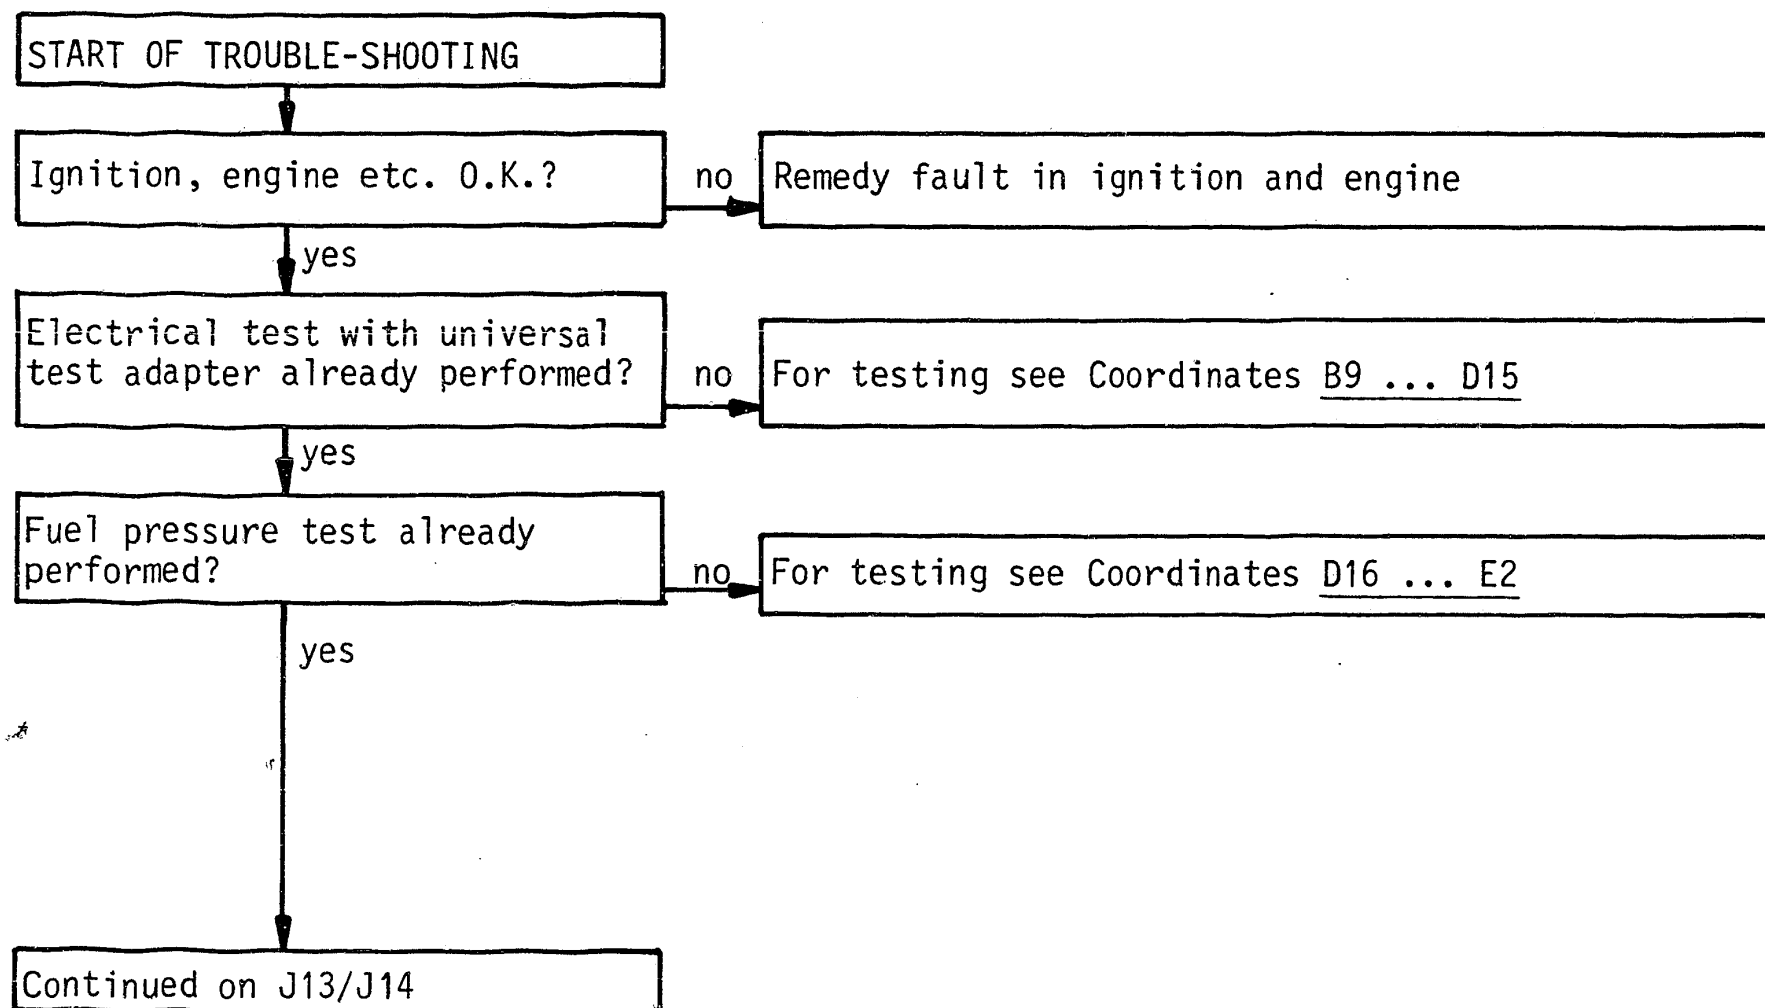 START OF TROUBLE-SHOOTING
Ignition, engine etc. O.K.?
no
Remedy fault in ignition and engine
yes
Electrical test with universal
test adapter already performed?
no
For testing see Coordinates B9 ... D15
yes
Fuel pressure test already
performed?
no
For testing see Coordinates D16 ... E2
yes
Continued on J13/J14